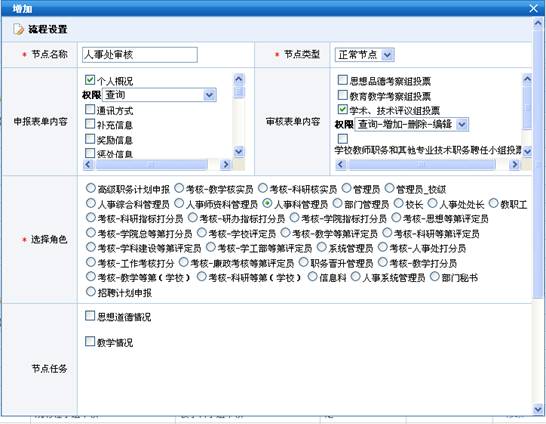 增加
流程设置
* 节点名称 人事处审核 * 节点类型 正常节点
申报表单内容
个人概况
权限 查询
通讯方式
补充信息
奖励信息
惩处信息
审核表单内容
思想品德考察组投票
教育教学考察组投票
学术、技术评议组投票
权限 查询-增加-删除-编辑
学校教师职务和其他专业技术职务聘任小组投票
* 选择角色
高级职务计划申报 考核-教学核实员 考核-科研核实员 管理员 管理员_校级
人事综合科管理员 人事师资科管理员 人事科管理员 部门管理员 校长 人事处处长 教职工
考核-科研指标打分员 考核-研办指标打分员 考核-学院指标打分员 考核-思想等第评定员
考核-学院总等第打分员 考核-学校评定员 考核-教学等第评定员 考核-科研等第评定员
考核-学科建设等第评定员 考核-学工部等第评定员 系统管理员 考核-人事处打分员
考核-工作考核打分 考核-廉政考核等第评定员 职务晋升管理员 考核-教学打分员
考核-教学等第（学校） 考核-科研等第（学校） 信息科 人事系统管理员 部门秘书
招聘计划申报
节点任务
思想道德情况
教学情况